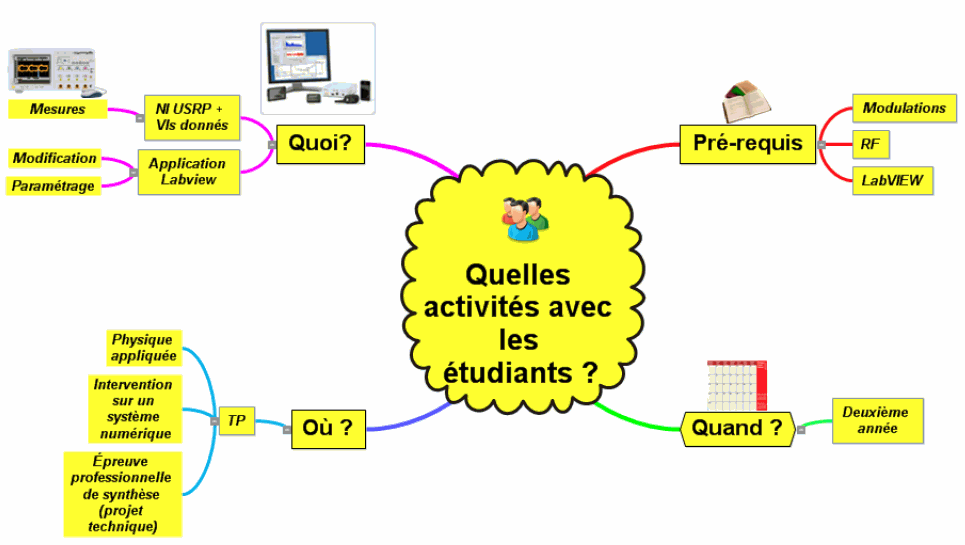 Quelles
activités avec
les
étudiants ?
Quoi?
NI USRP +
VIs donnés
Mesures
Application
Labview
Modification
Paramétrage
Pré-requis
Modulations
RF
LabVIEW
Où ?
TP
Physique
appliquée
Intervention
sur un
système
numérique
Épreuve
professionnelle
de synthèse
(projet
technique)
Quand ?
Deuxième
année